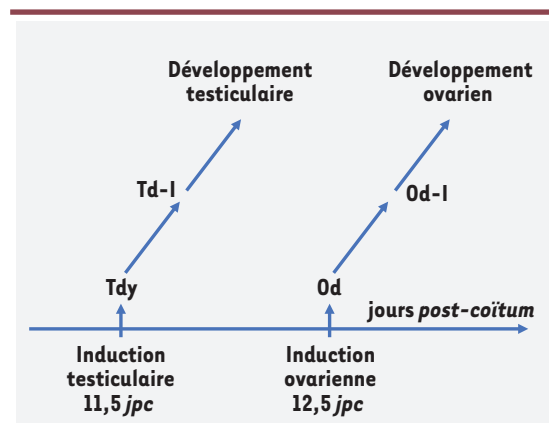 Développement
testiculaire
Développement
ovarien
Td-I
Od-I
Tdy
Od
jours post-coïtum
Induction
testiculaire
11,5 jpc
Induction
ovarienne
12,5 jpc